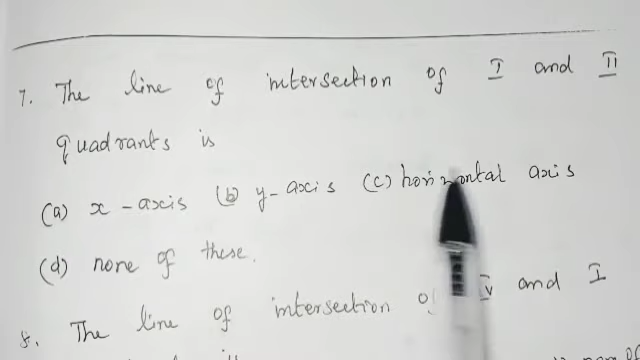 7. The line of intersection of I and II
quadrants is
(a) x - axis (b) y - axis (c) horizontal axis
(d) none of these.
8. The line of intersection of IV and I